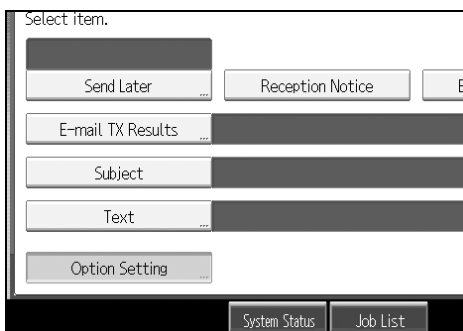 Select item.
Send Later ... Reception Notice
E-mail TX Results ...
Subject
Text ...
Option Setting ...
System Status Job List